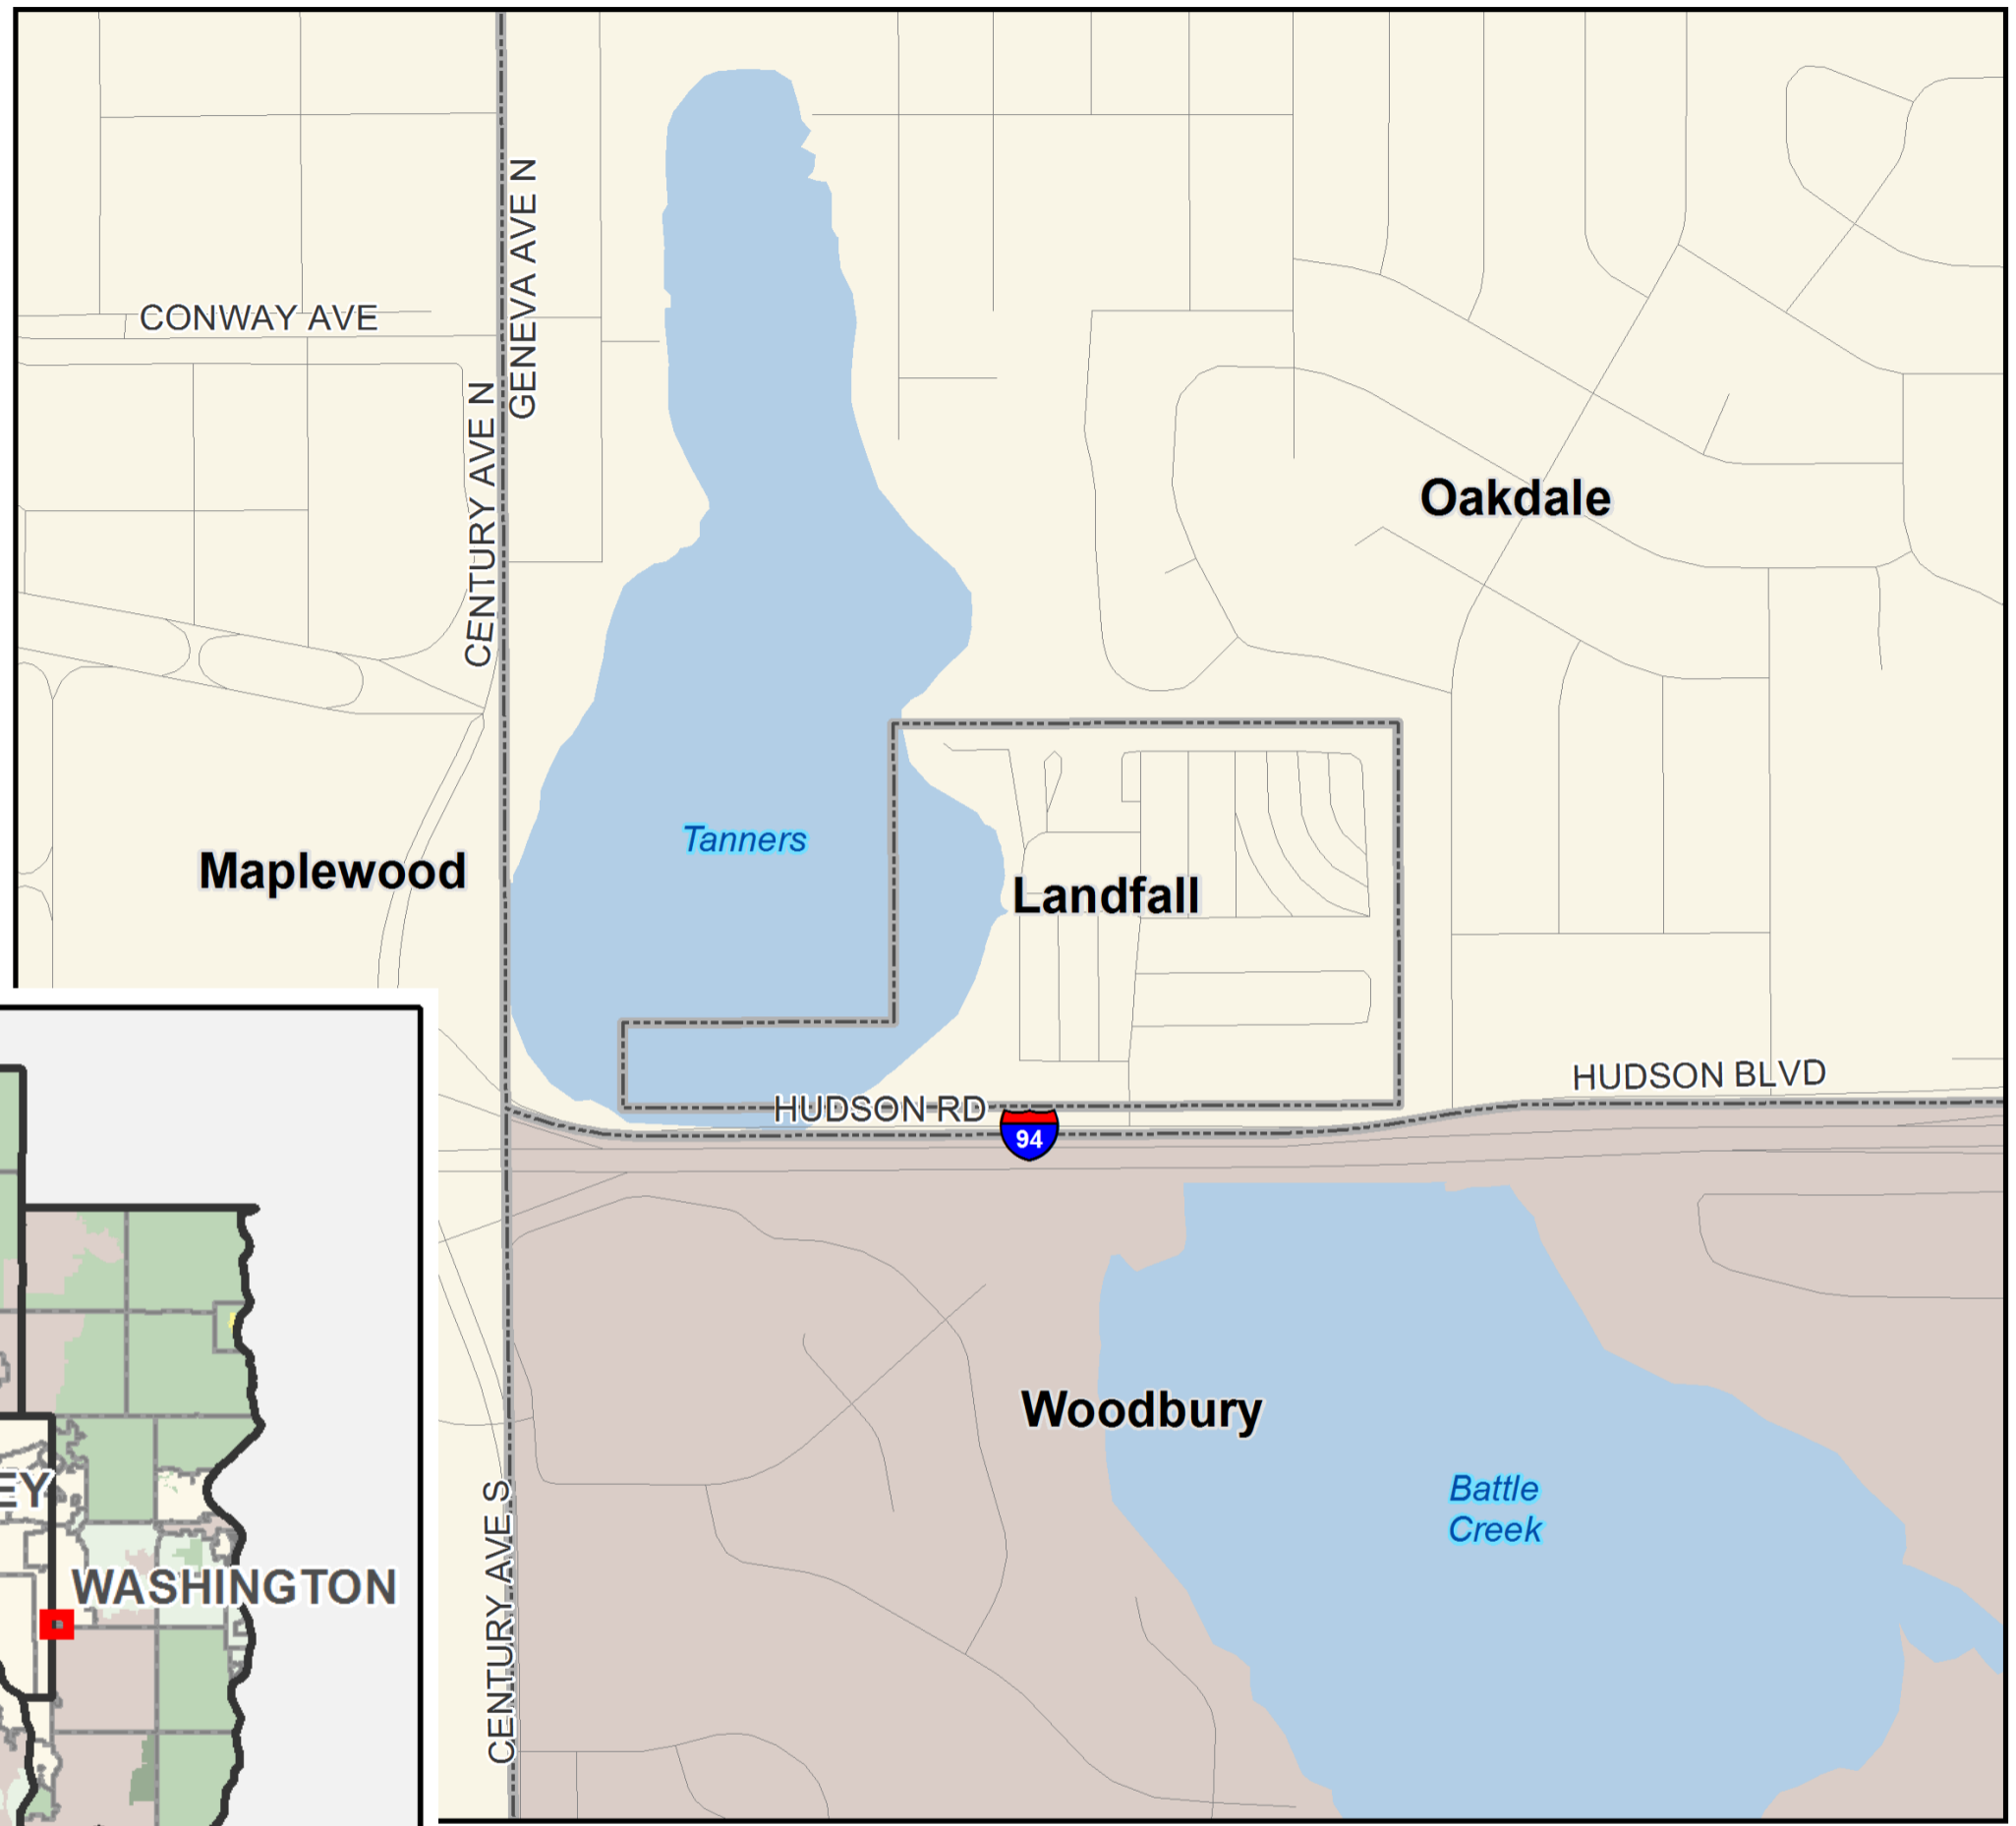 GENEVA AVE N
CONWAY AVE
CENTURY AVE N
Oakdale
Tanners
Maplewood
Landfall
HUDSON BLVD
HUDSON RD
94
Woodbury
Battle
Creek
CENTURY AVE S
EY
WASHINGTON